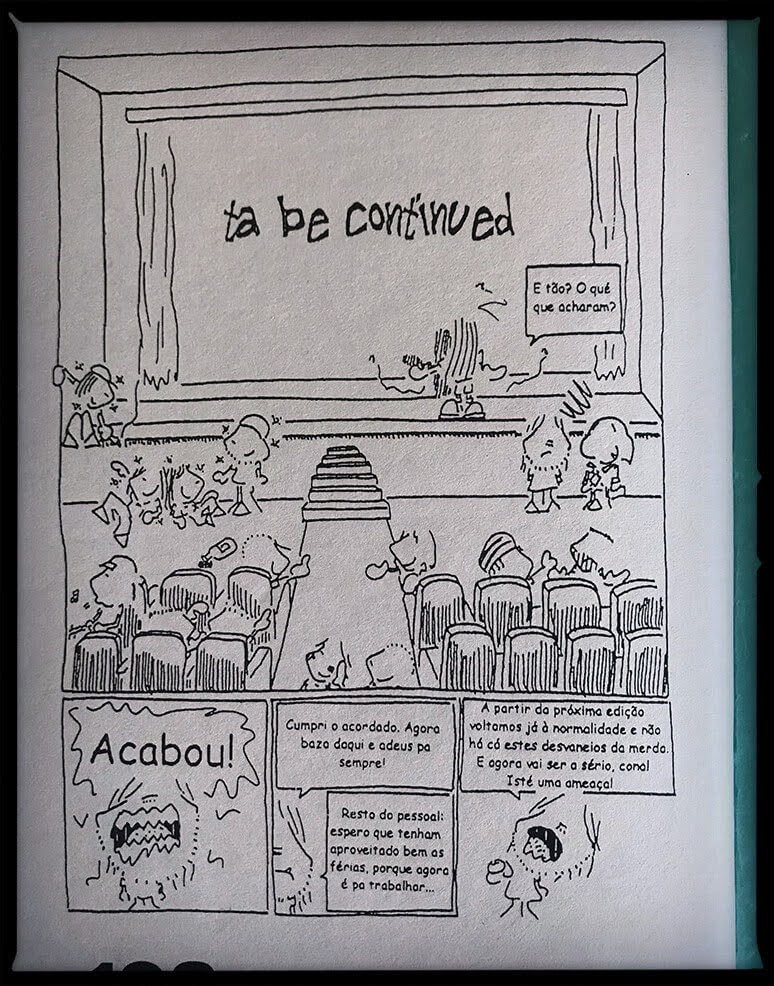 ta be continued
E tão? O quê
que acharam?
Acabou!
Cumpri o acordado. Agora
baza daqui e adeus pa
sempre!
Resto do pessoal:
espero que tenham
aproveitado bem as
férias, porque agora
é pa trabalhar...
A partir da próxima edição
voltamos já à normalidade e não
há cá estes desvaneios da merda.
E agora vai ser a sério, cona!
Isté uma ameaça!